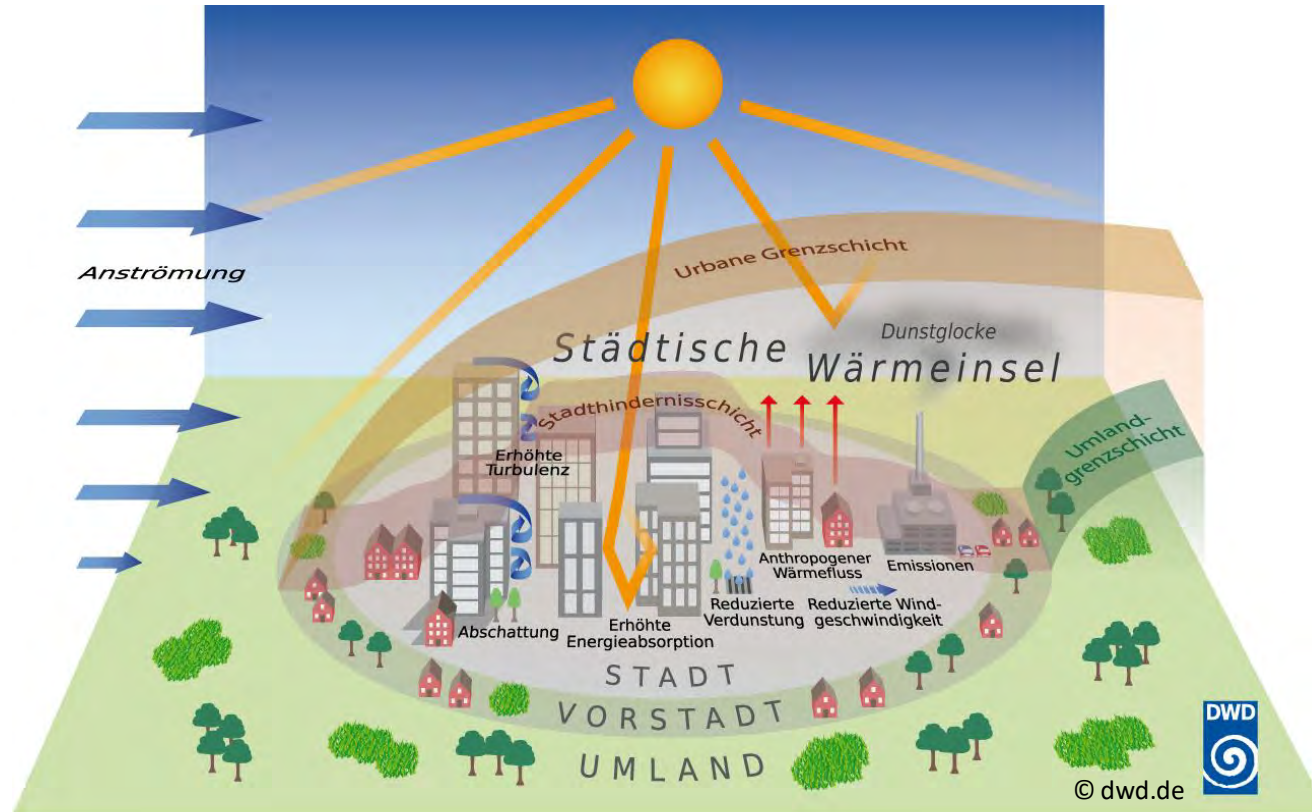 Anströmung
Urbane Grenzschicht
Städtische
Dunstglocke
Wärmeinsel
Stadthindernisschicht
Umland-
grenzschicht
Erhöhte
Turbulenz
Abschattung
Erhöhte
Energieabsorption
Reduzierte
Verdunstung
Anthropogener
Wärmefluss
Reduzierte Wind-
geschwindigkeit
Emissionen
STADT
VORSTADT
UMLAND
DWD
© dwd.de